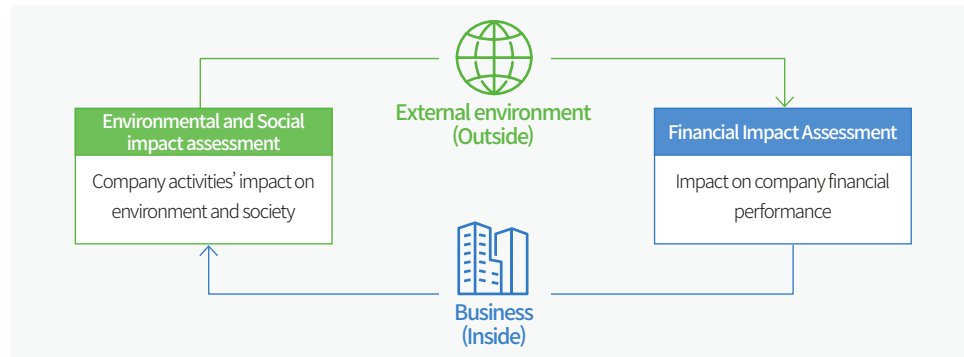 External environment
(Outside)
Environmental and Social
impact assessment
Company activities’ impact on
environment and society
Financial Impact Assessment
Impact on company financial
performance
Business
(Inside)